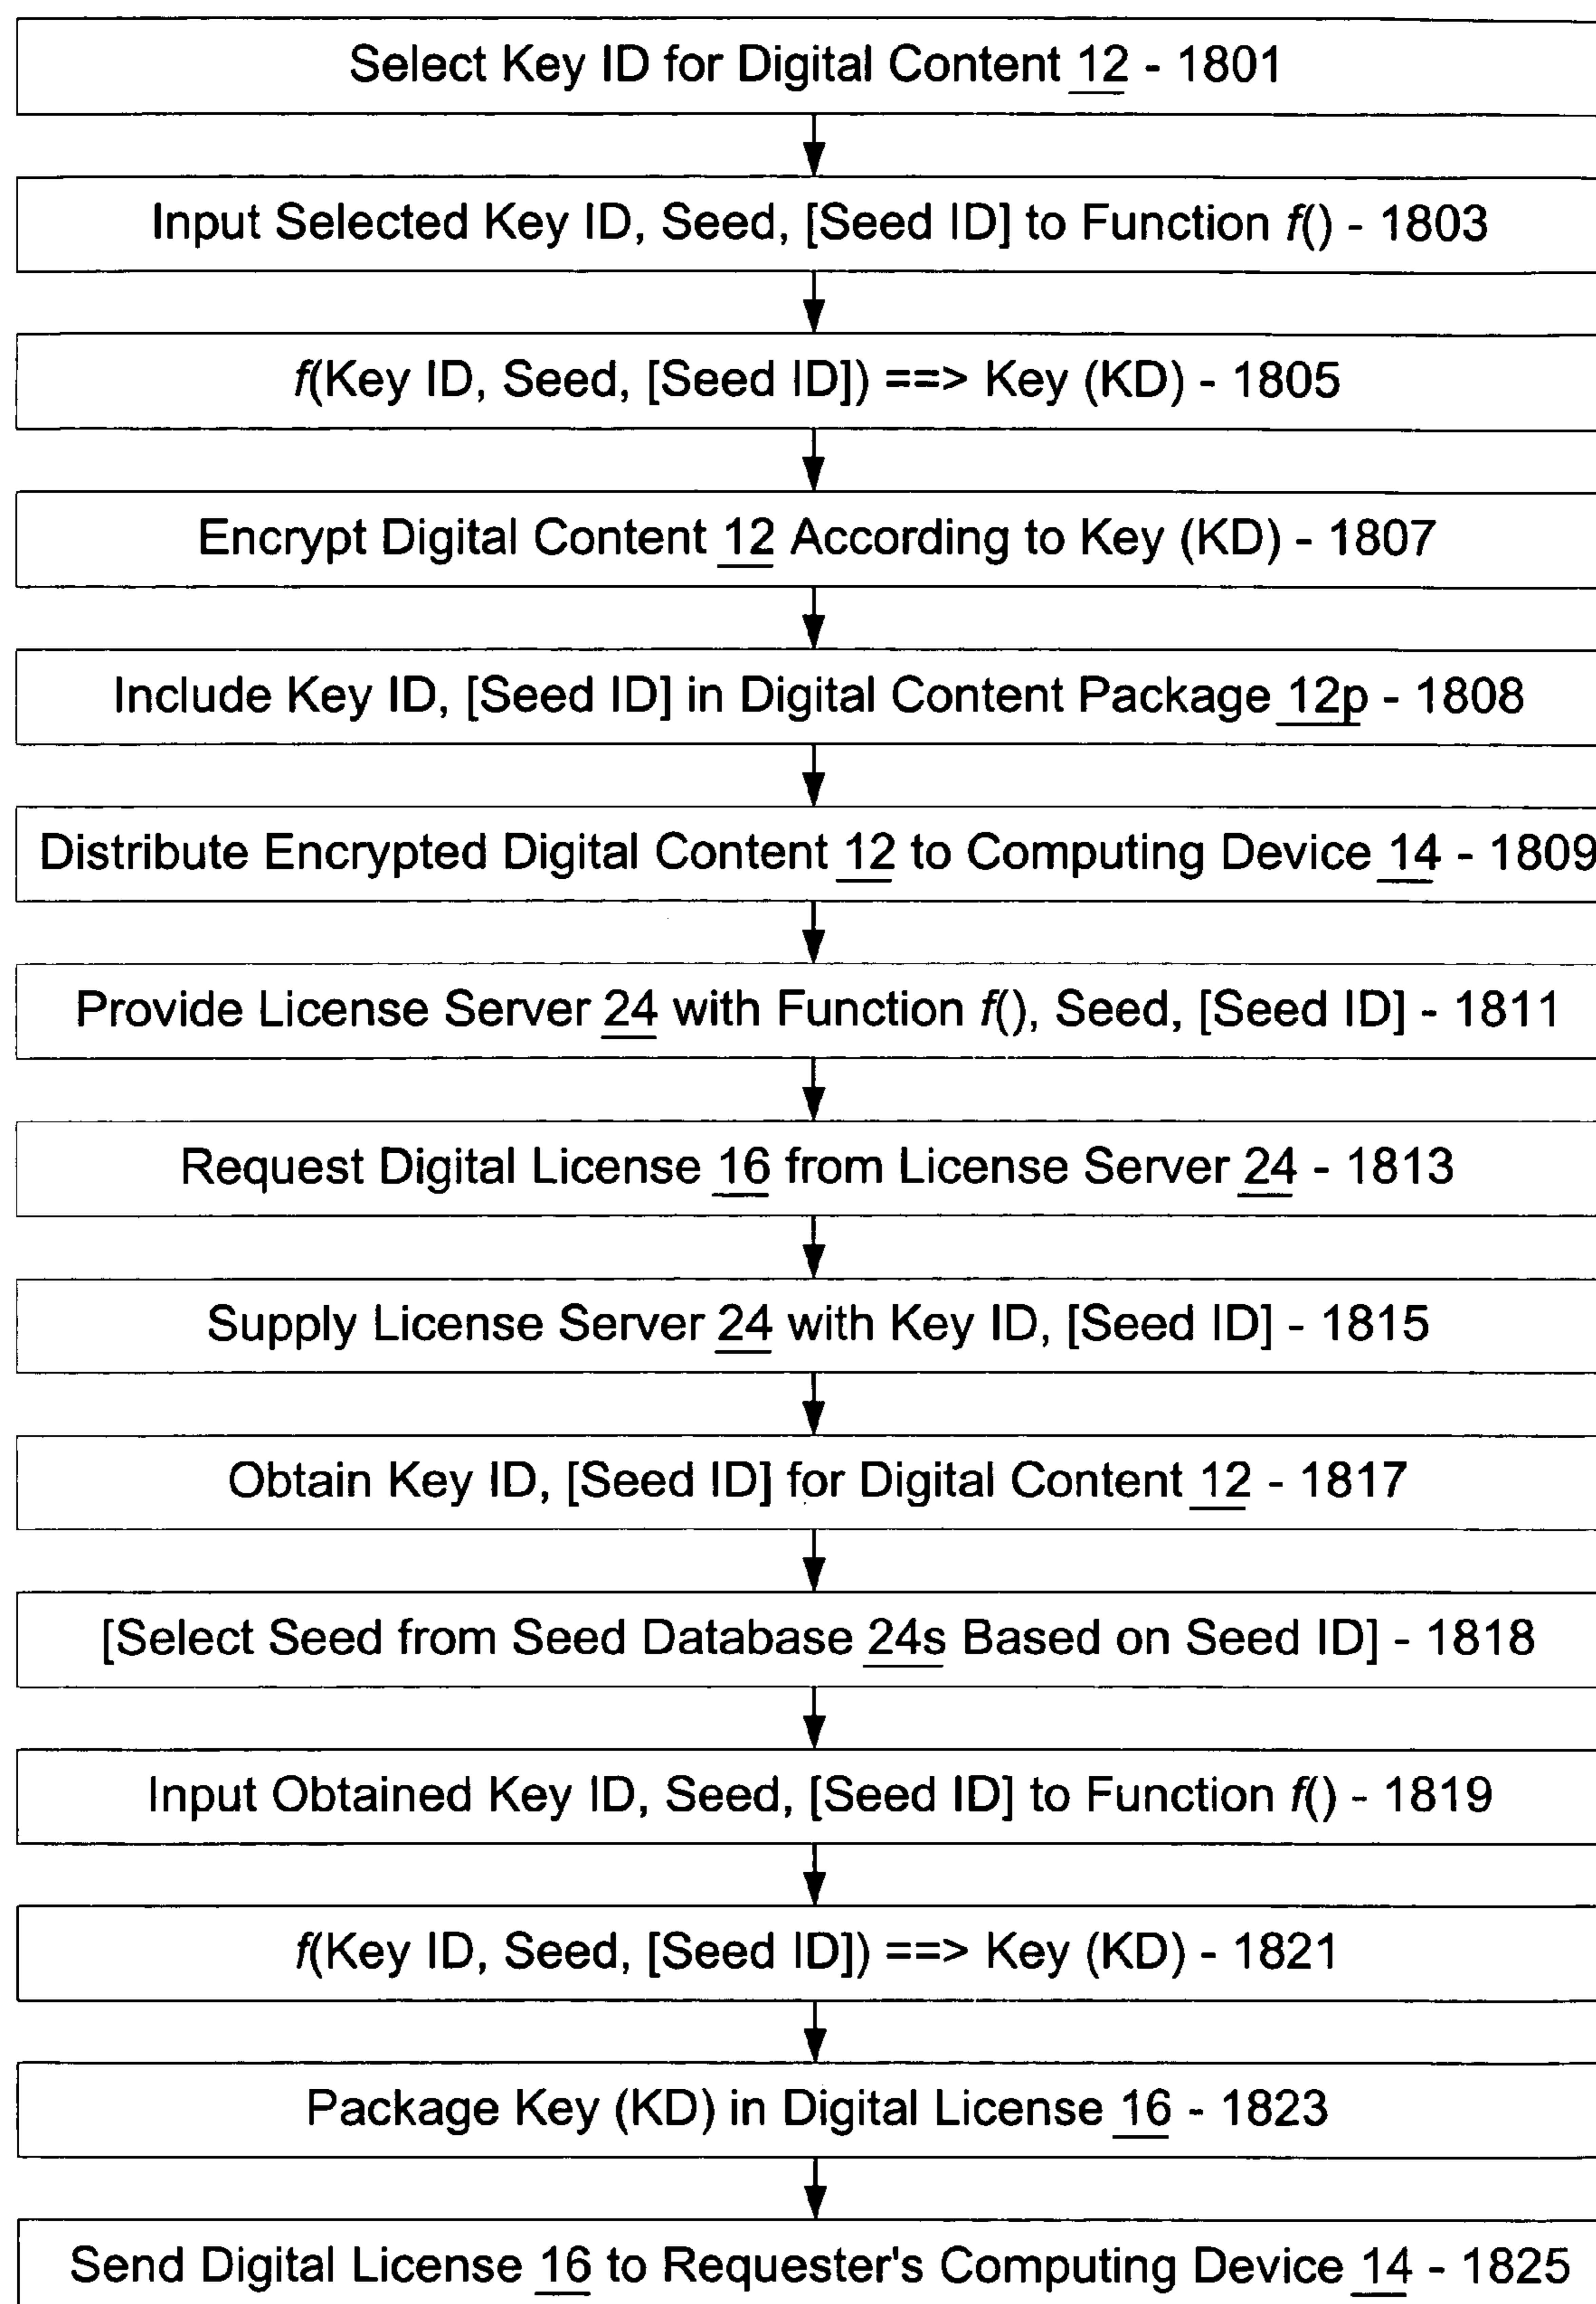 Select Key ID for Digital Content 12 - 1801
Input Selected Key ID, Seed, [Seed ID] to Function f() - 1803
f(Key ID, Seed, [Seed ID]) ==> Key (KD) - 1805
Encrypt Digital Content 12 According to Key (KD) - 1807
Include Key ID, [Seed ID] in Digital Content Package 12p - 1808
Distribute Encrypted Digital Content 12 to Computing Device 14 - 1809
Provide License Server 24 with Function f(), Seed, [Seed ID] - 1811
Request Digital License 16 from License Server 24 - 1813
Supply License Server 24 with Key ID, [Seed ID] - 1815
Obtain Key ID, [Seed ID] for Digital Content 12 - 1817
[Select Seed from Seed Database 24s Based on Seed ID] - 1818
Input Obtained Key ID, Seed, [Seed ID] to Function f() - 1819
f(Key ID, Seed, [Seed ID]) ==> Key (KD) - 1821
Package Key (KD) in Digital License 16 - 1823
Send Digital License 16 to Requester's Computing Device 14 - 1825